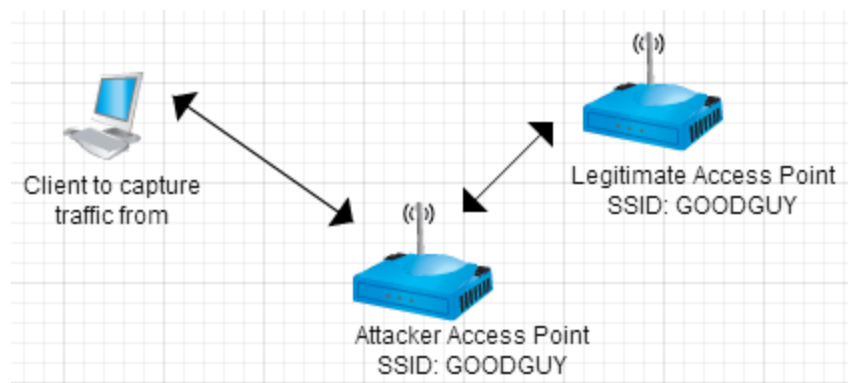 Client to capture
traffic from
Legitimate Access Point
SSID: GOODGUY
Attacker Access Point
SSID: GOODGUY